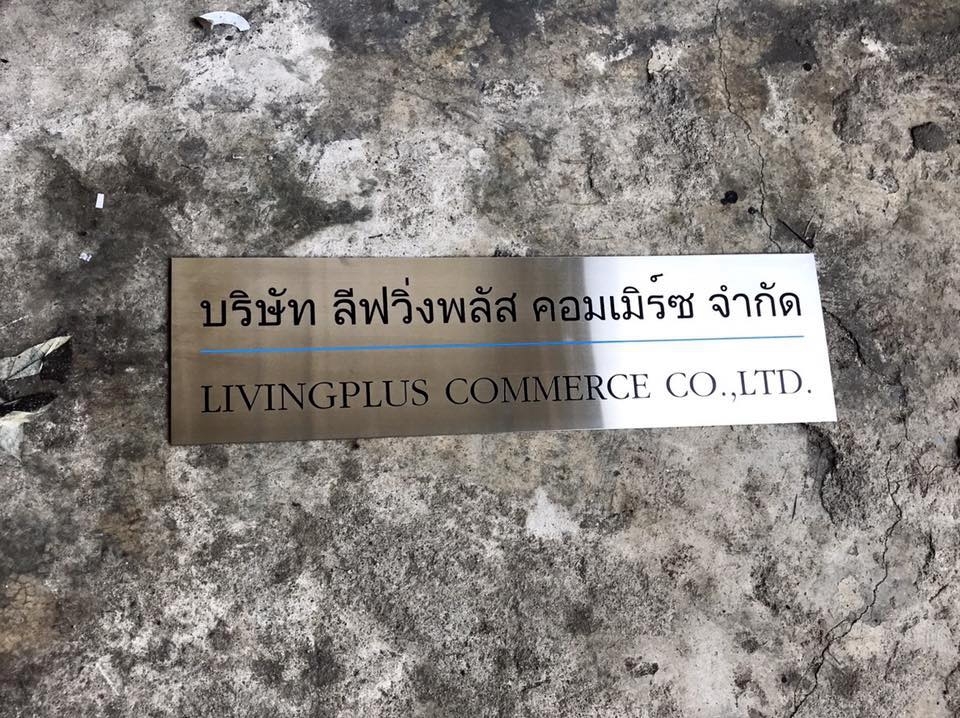 บริษัท ลีฟวิ่งพลัส คอมเมิร์ซ จำกัด
LIVINGPLUS COMMERCE CO.,LTD.